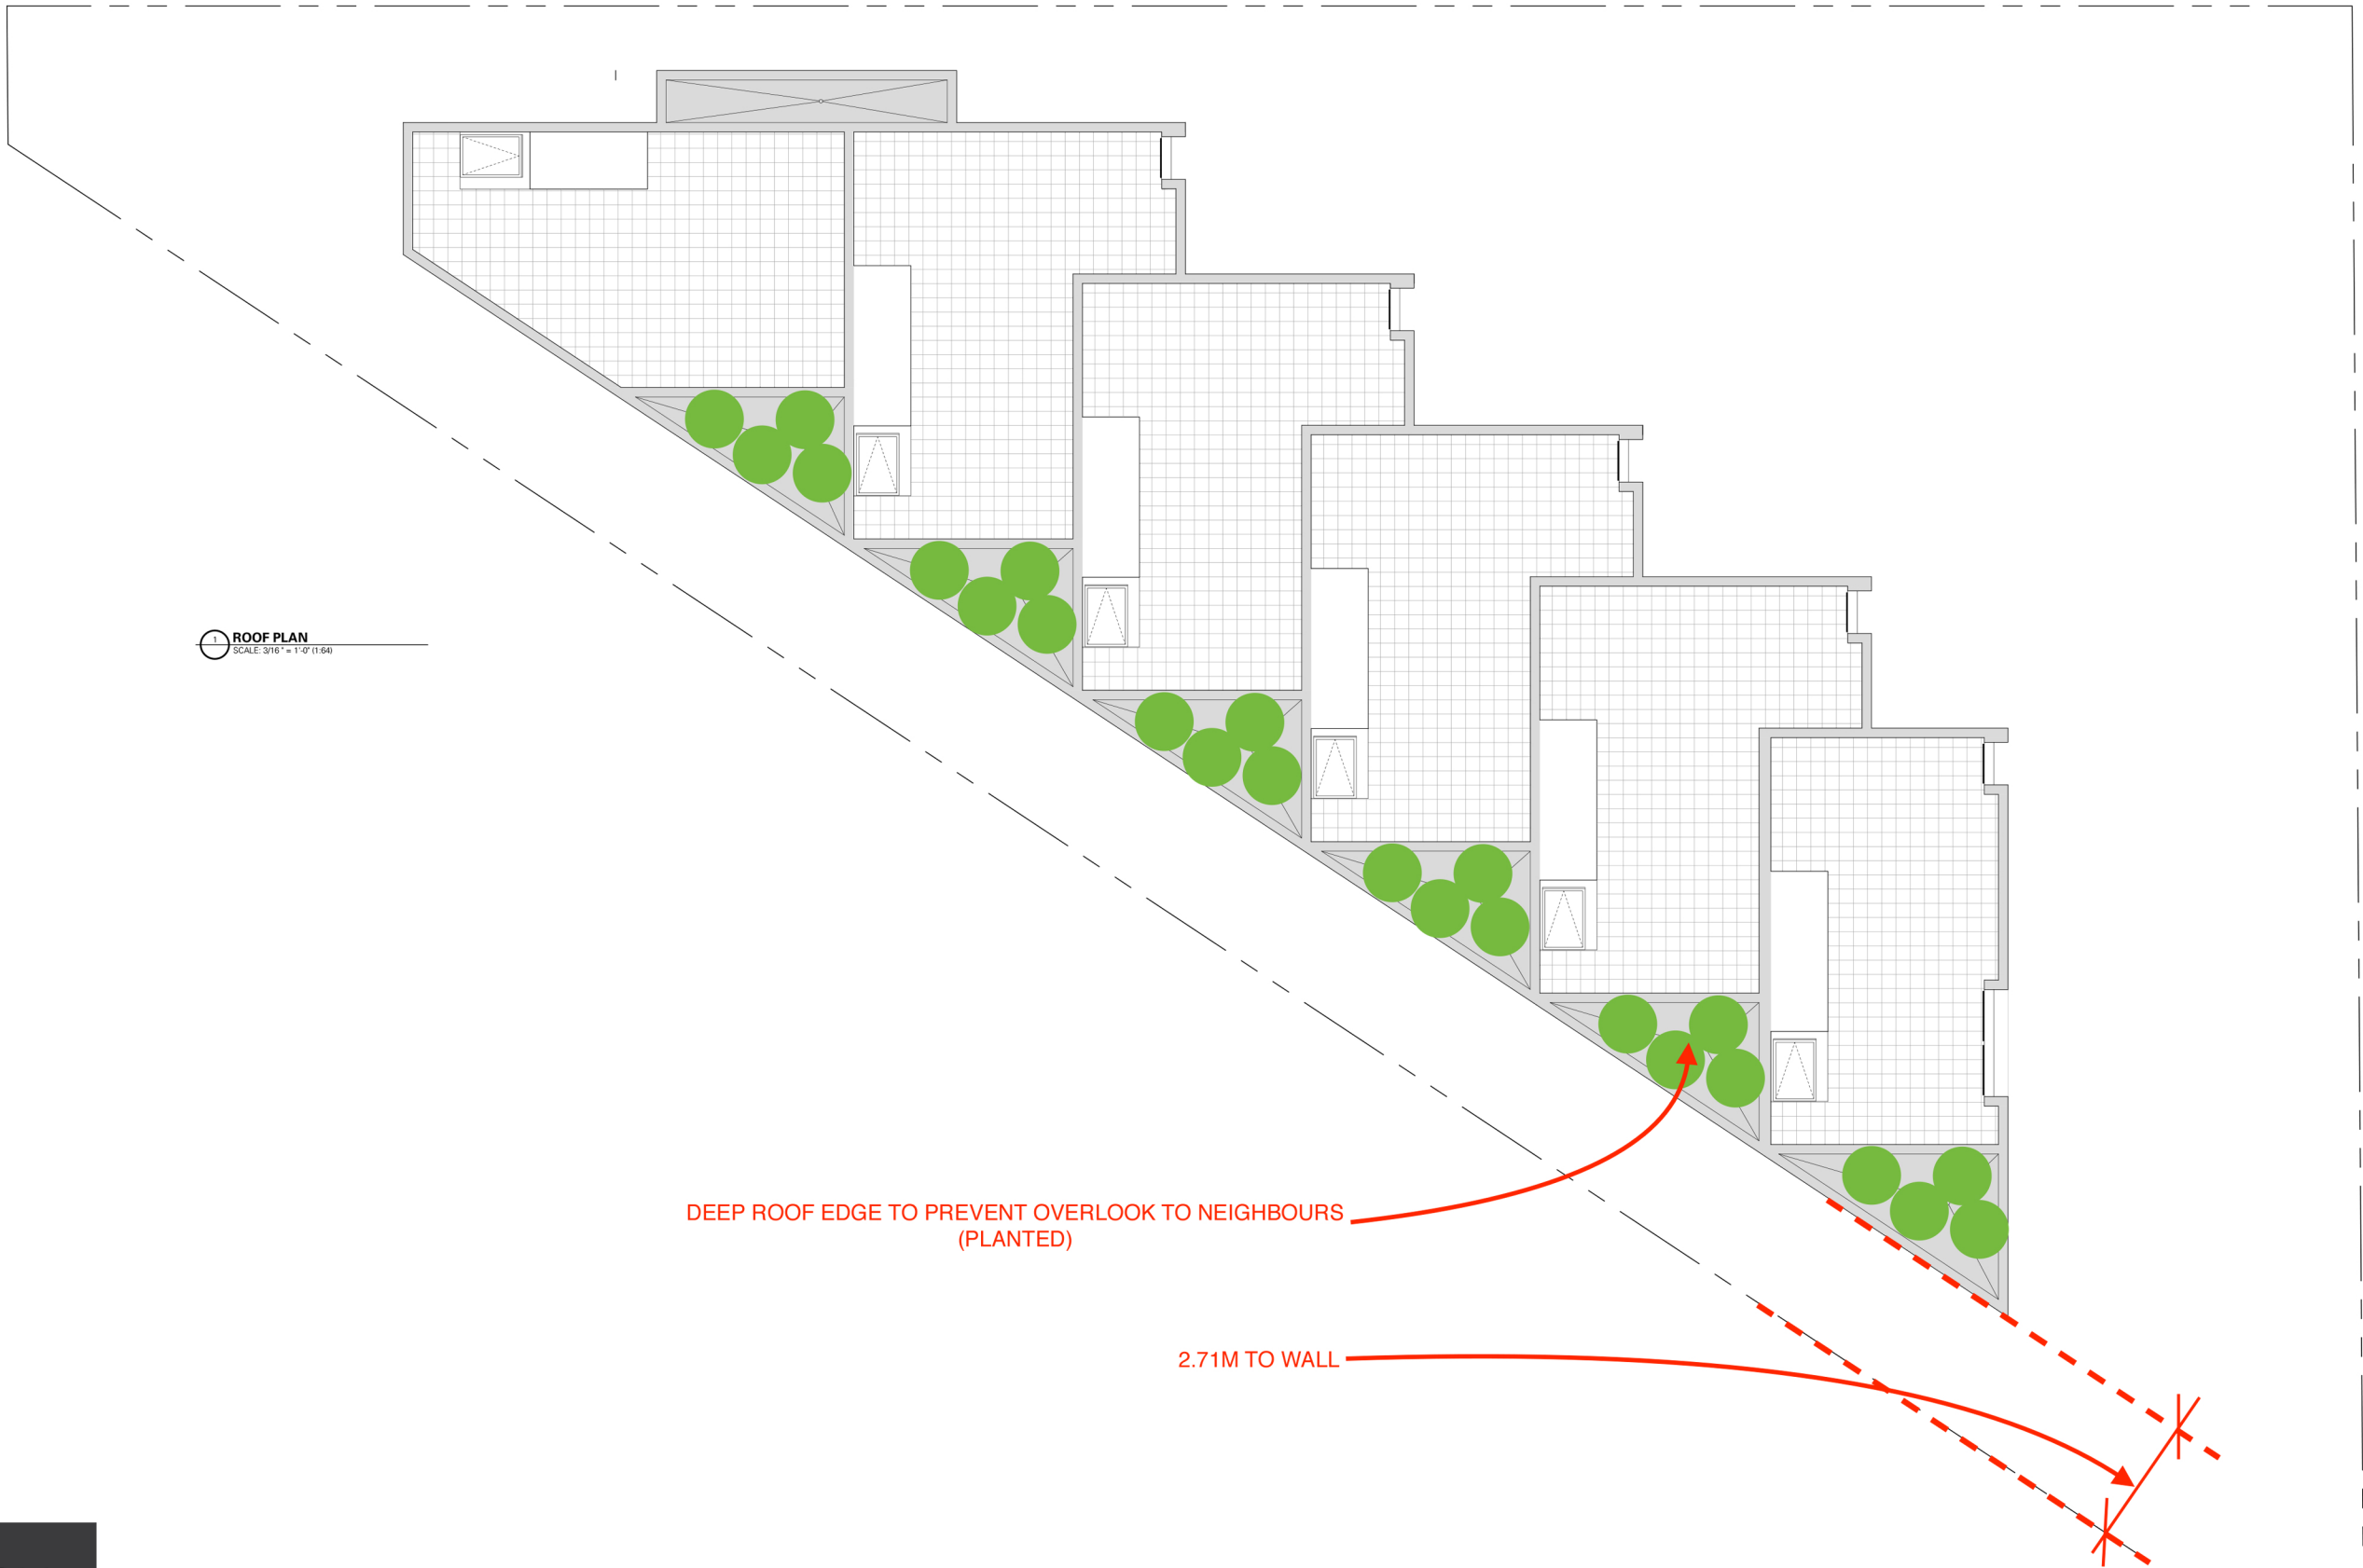 1
ROOF PLAN
SCALE: 3/16 " = 1'-0" (1:64)
DEEP ROOF EDGE TO PREVENT OVERLOOK TO NEIGHBOURS
(PLANTED)
2.71M TO WALL